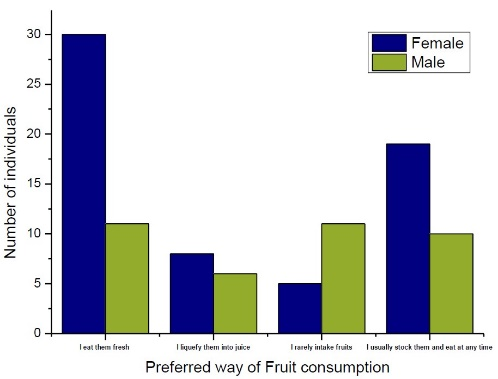 Female
Male
Number of individuals
30
25
20
15
10
5
0
I eat them fresh
I liquefy them into juice
I rarely intake fruits
I usually stock them and eat at any time
Preferred way of Fruit consumption